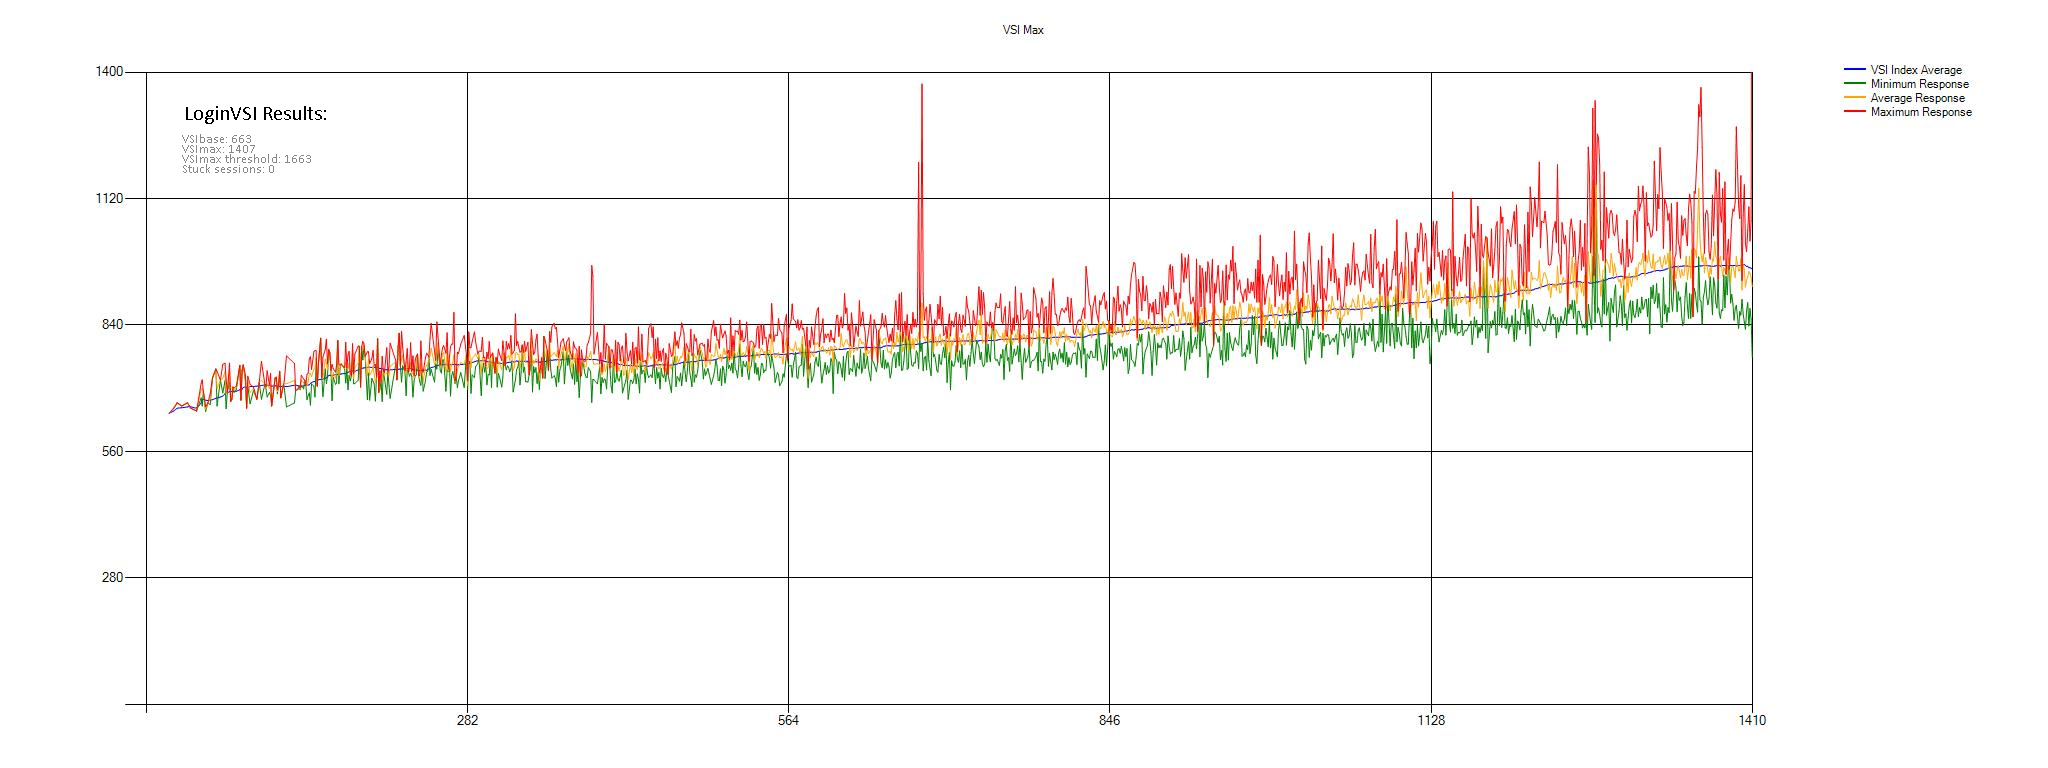 VSI Max
1400
1120
840
560
280
LoginVSI Results:
VSIbase: 663
VSImax: 1407
VSImax threshold: 1663
Stuck sessions: 0
VSI Index Average
Minimum Response
Average Response
Maximum Response
282
564
846
1128
1410